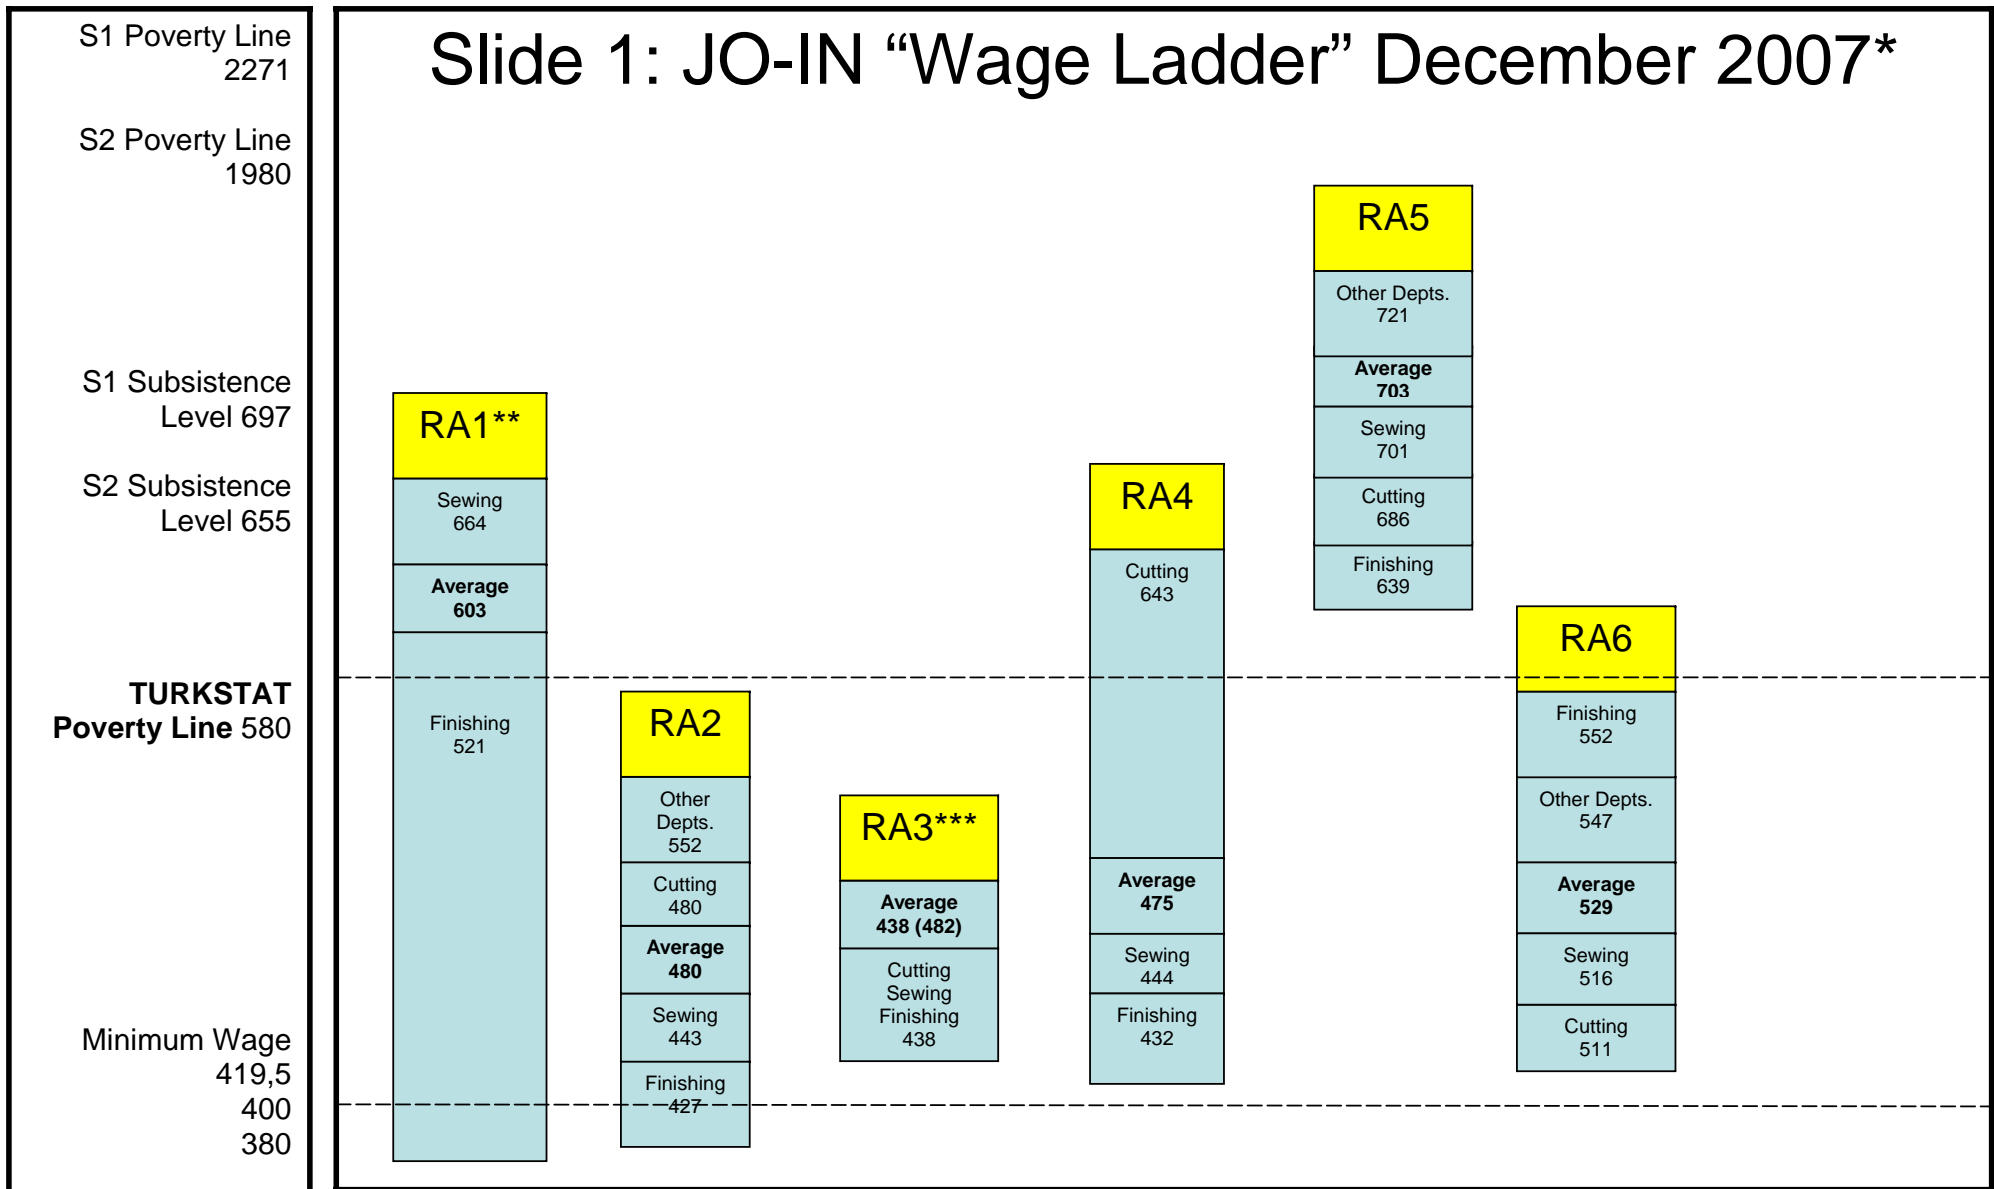 Slide 1: JO-IN “Wage Ladder” December 2007*
S1 Poverty Line
2271
S2 Poverty Line
1980
S1 Subsistence
Level 697
S2 Subsistence
Level 655
TURKSTAT
Poverty Line 580
Minimum Wage
419,5
400
380
RA1**
Sewing
664
Average
603
Finishing
521
RA2
Other
Depts.
552
Cutting
480
Average
480
Sewing
443
Finishing
427
RA3***
Average
438 (482)
Cutting
Sewing
Finishing
438
RA4
Cutting
643
Average
475
Sewing
444
Finishing
432
RA5
Other Depts.
721
Average
703
Sewing
701
Cutting
686
Finishing
639
RA6
Finishing
552
Other Depts.
547
Average
529
Sewing
516
Cutting
511